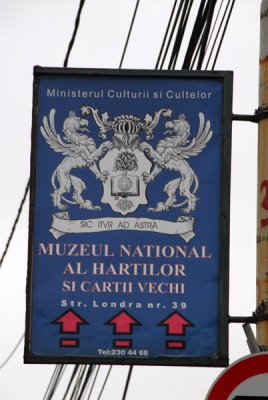 Ministerul Culturii si Cultelor
SIC ITVR AD ASTRA
MUZEUL NATIONAL
AL HARTILOR
SI CARTII VECHI
Str. Londra nr. 39
Tel:230 44 68